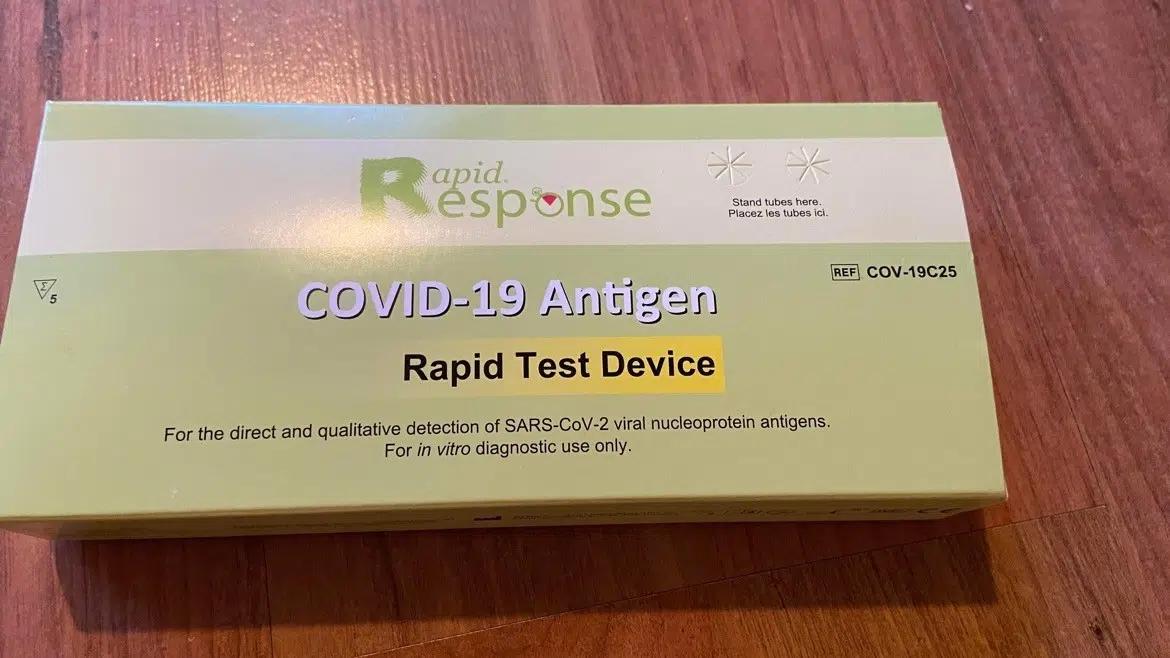 Rapid
Response
Stand tubes here.
Placez les tubes ici.
Σ
5
REF COV-19C25
COVID-19 Antigen
Rapid Test Device
For the direct and qualitative detection of SARS-CoV-2 viral nucleoprotein antigens.
For in vitro diagnostic use only.
CE